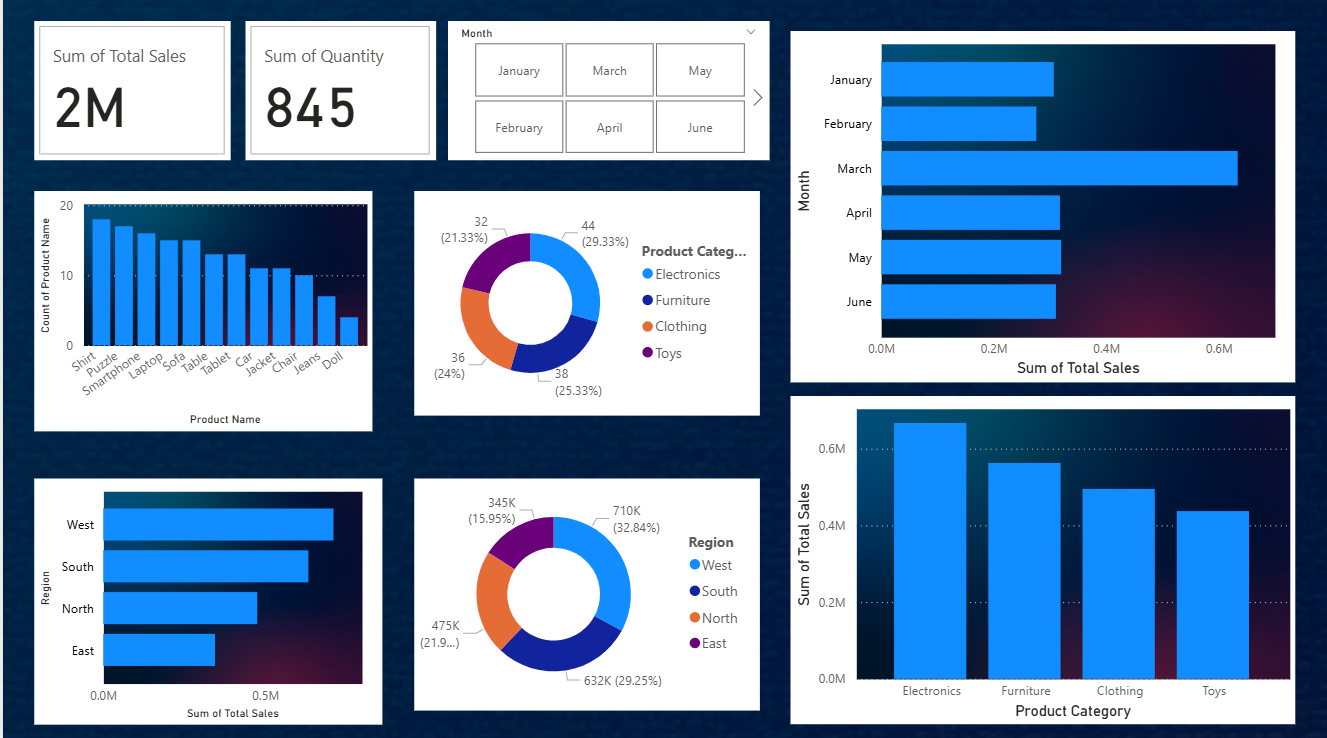 Sum of Total Sales
2M
Sum of Quantity
845
Month
January
March
May
February
April
June
Count of Product Name
20
10
0
Shirt
Puzzle
Smartphone
Laptop
Sofa
Table
Tablet
Car
Jacket
Chair
Jeans
Doll
Product Name
32
(21.33%)
44
(29.33%)
36
(24%)
38
(25.33%)
Product Categ...
Electronics
Furniture
Clothing
Toys
Month
January
February
March
April
May
June
0.0M
0.2M
0.4M
0.6M
Sum of Total Sales
Region
West
South
North
East
0.0M
0.5M
Sum of Total Sales
345K
(15.95%)
710K
(32.84%)
475K
(21.9...)
632K (29.25%)
Region
West
South
North
East
Sum of Total Sales
0.6M
0.4M
0.2M
0.0M
Electronics
Furniture
Clothing
Toys
Product Category